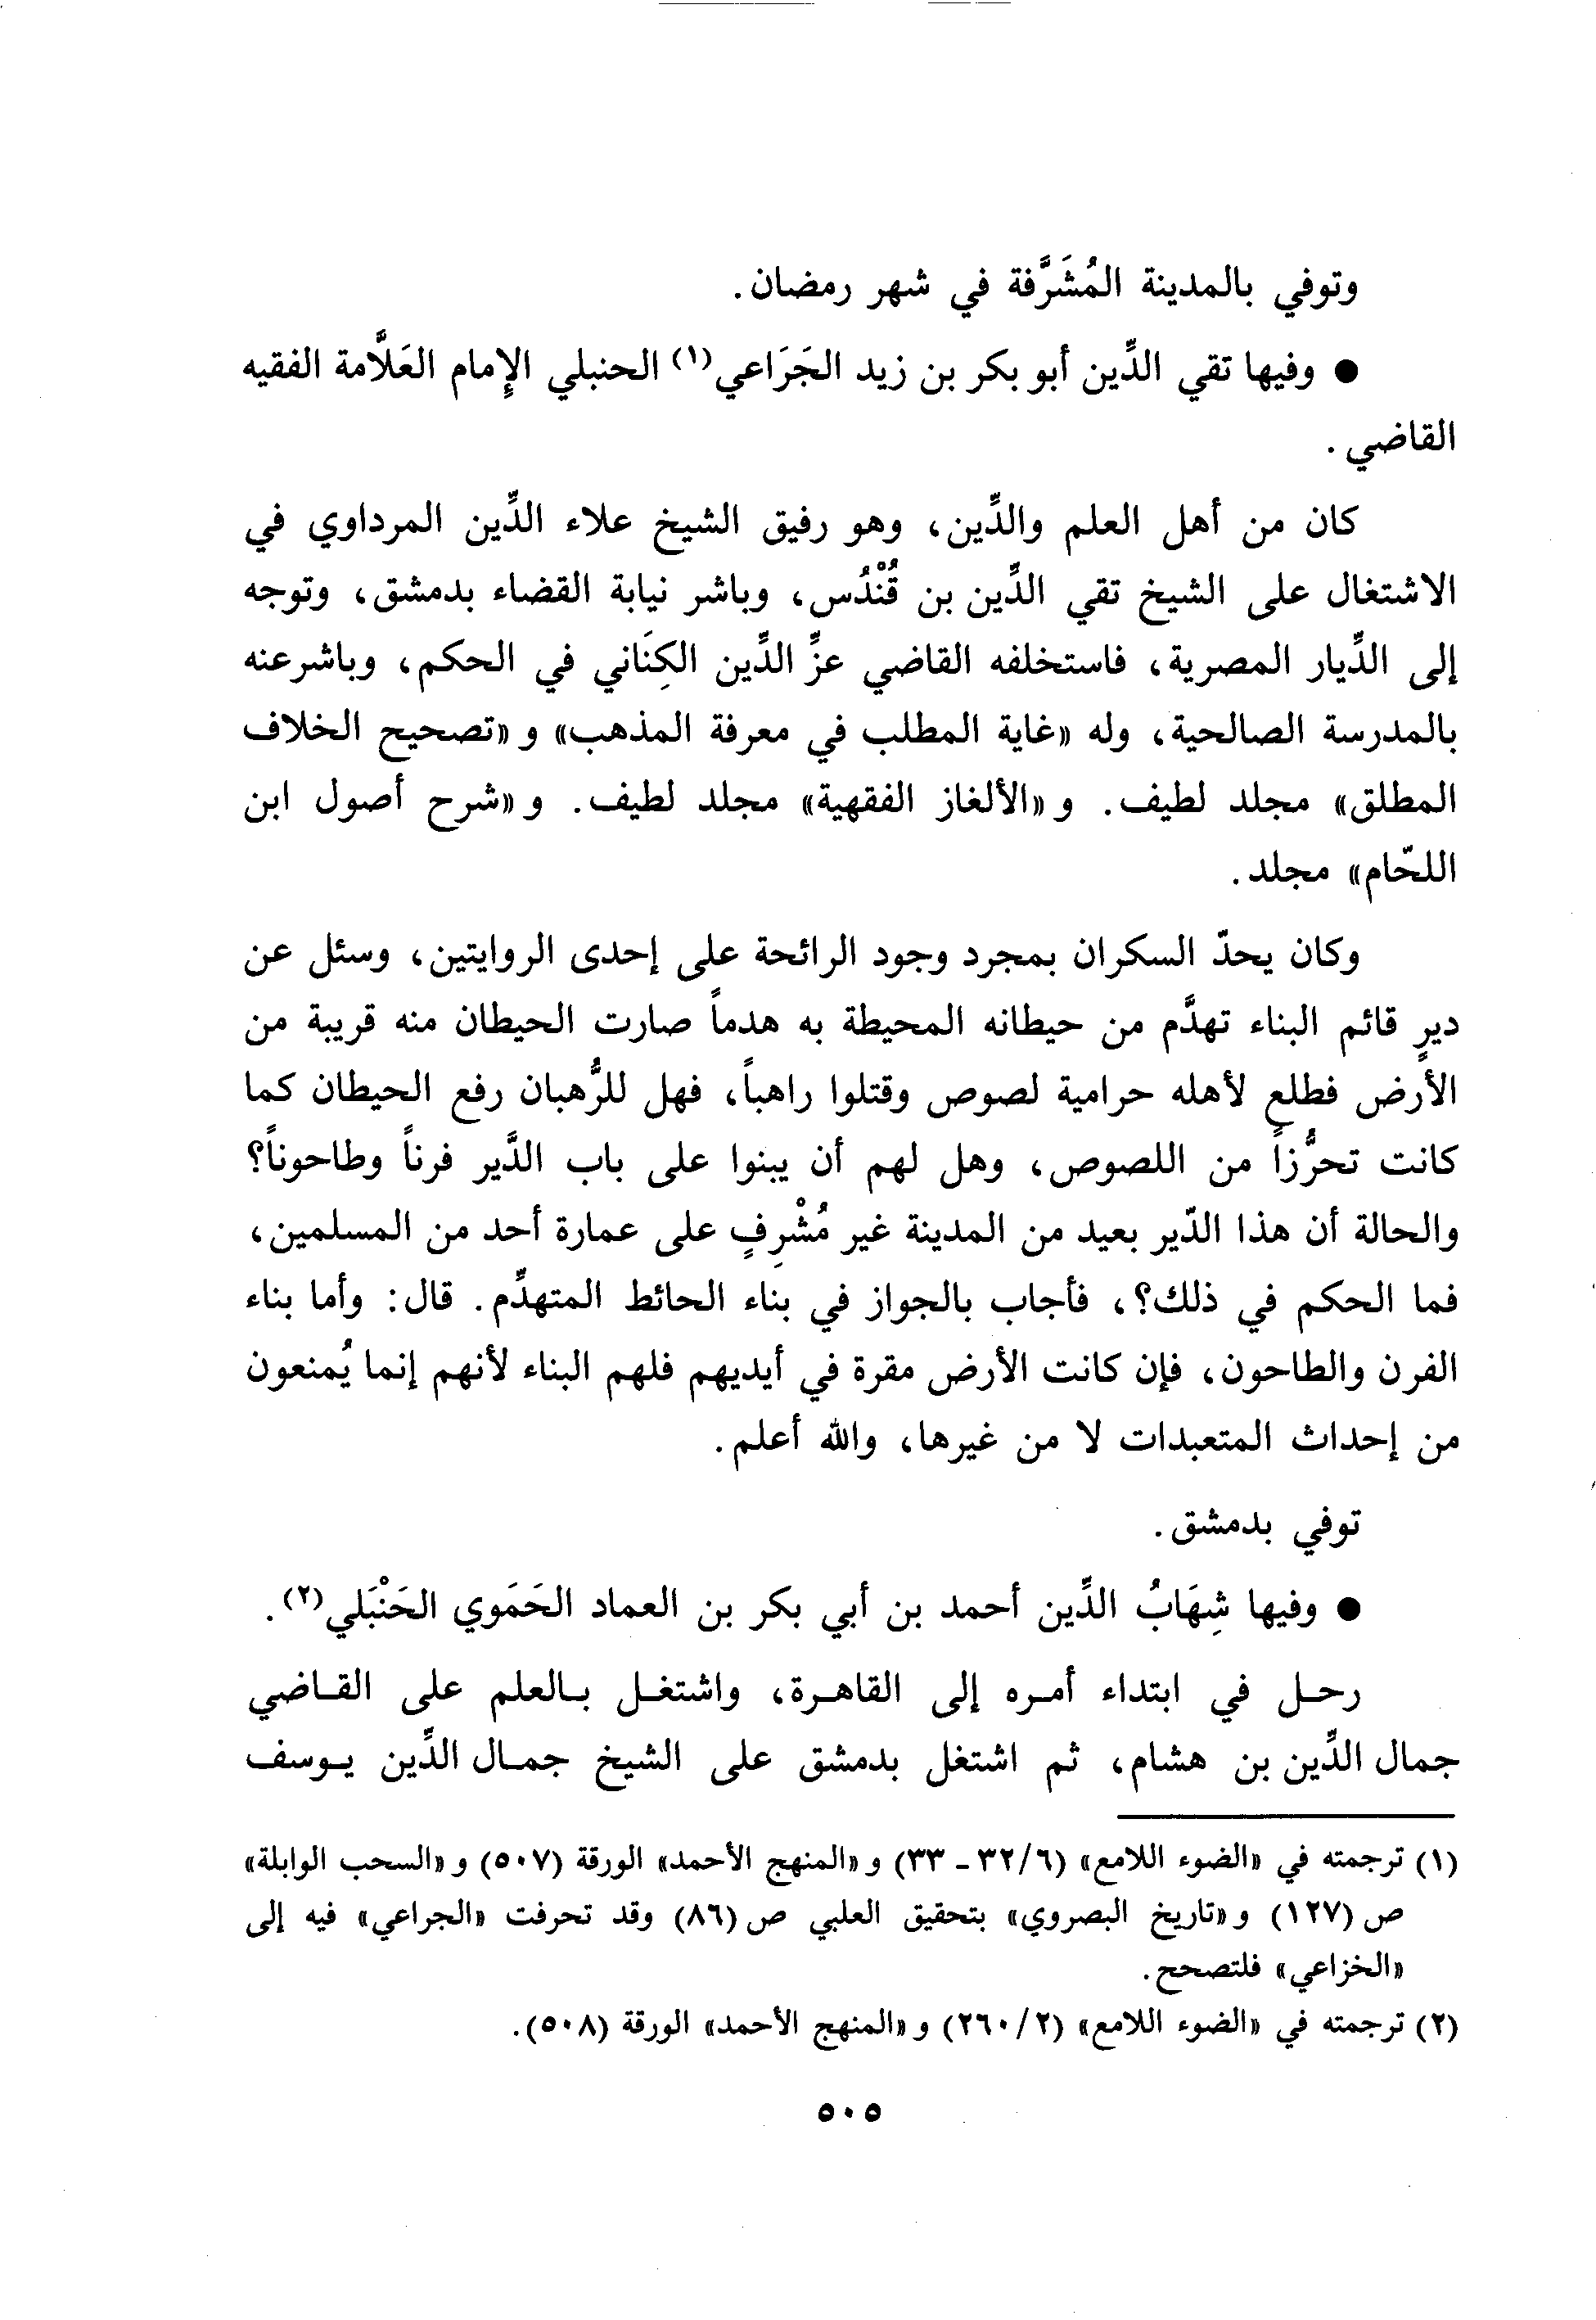 وتوفي بالمدينة المُشَرَّفة في شهر رمضان.
● وفيها تقي الدِّين أبو بكر بن زيد الجَرَاعي(١) الحنبلي الإِمام العَلَّامة الفقيه
القاضي.
كان من أهل العلم والدِّين، وهو رفيق الشيخ علاء الدِّين المرداوي في
الاشتغال على الشيخ تقي الدِّين بن قُنْدُس، وباشر نيابة القضاء بدمشق، وتوجه
إلى الدِّيار المصرية، فاستخلفه القاضي عزِّ الدِّين الكِنَاني في الحكم، وباشر عنه
بالمدرسة الصالحية، وله «غاية المطلب في معرفة المذهب» و «تصحيح الخلاف
المطلق» مجلد لطيف. و «الألغاز الفقهية» مجلد لطيف. و «شرح أصول ابن
اللحّام» مجلد.
وكان يحدّ السكران بمجرد وجود الرائحة على إحدى الروايتين، وسئل عن
ديرٍ قائم البناء تهدَّم من حيطانه المحيطة به هدماً صارت الحيطان منه قريبة من
الأرض فطلع لأهله حرامية لصوص وقتلوا راهباً، فهل للرُّهبان رفع الحيطان كما
كانت تحرُّزاً من اللصوص، وهل لهم أن يبنوا على باب الدَّير فرناً وطاحوناً؟
والحالة أن هذا الدّير بعيد من المدينة غير مُشْرِفٍ على عمارة أحد من المسلمين،
فما الحكم في ذلك؟، فأجاب بالجواز في بناء الحائط المتهدِّم. قال: وأما بناء
الفرن والطاحون، فإن كانت الأرض مقرة في أيديهم فلهم البناء لأنهم إنما يُمنعون
من إحداث المتعبدات لا من غيرها، والله أعلم.
توفي بدمشق.
● وفيها شِهَابُ الدِّين أحمد بن أبي بكر بن العماد الحَمَوي الحَنْبَلي(٢).
رحـل في ابتداء أمـره إلى القاهـرة، واشتغـل بـالعلم على القـاضي
جمال الدِّين بن هشام، ثم اشتغل بدمشق على الشيخ جمـال الدِّين يـوسف
(١) ترجمته في «الضوء اللامع» (٣٢/٦ - ٣٣) و «المنهج الأحمد» الورقة (٥٠٧) و «السحب الوابلة»
ص (١٢٧) و «تاريخ البصروي» بتحقيق العلبي ص (٨٦) وقد تحرفت «الجراعي» فيه إلى
«الخزاعي» فلتصحح.
(٢) ترجمته في «الضوء اللامع» (٢٦٠/٢) و «المنهج الأحمد» الورقة (٥٠٨).
٥٠٥